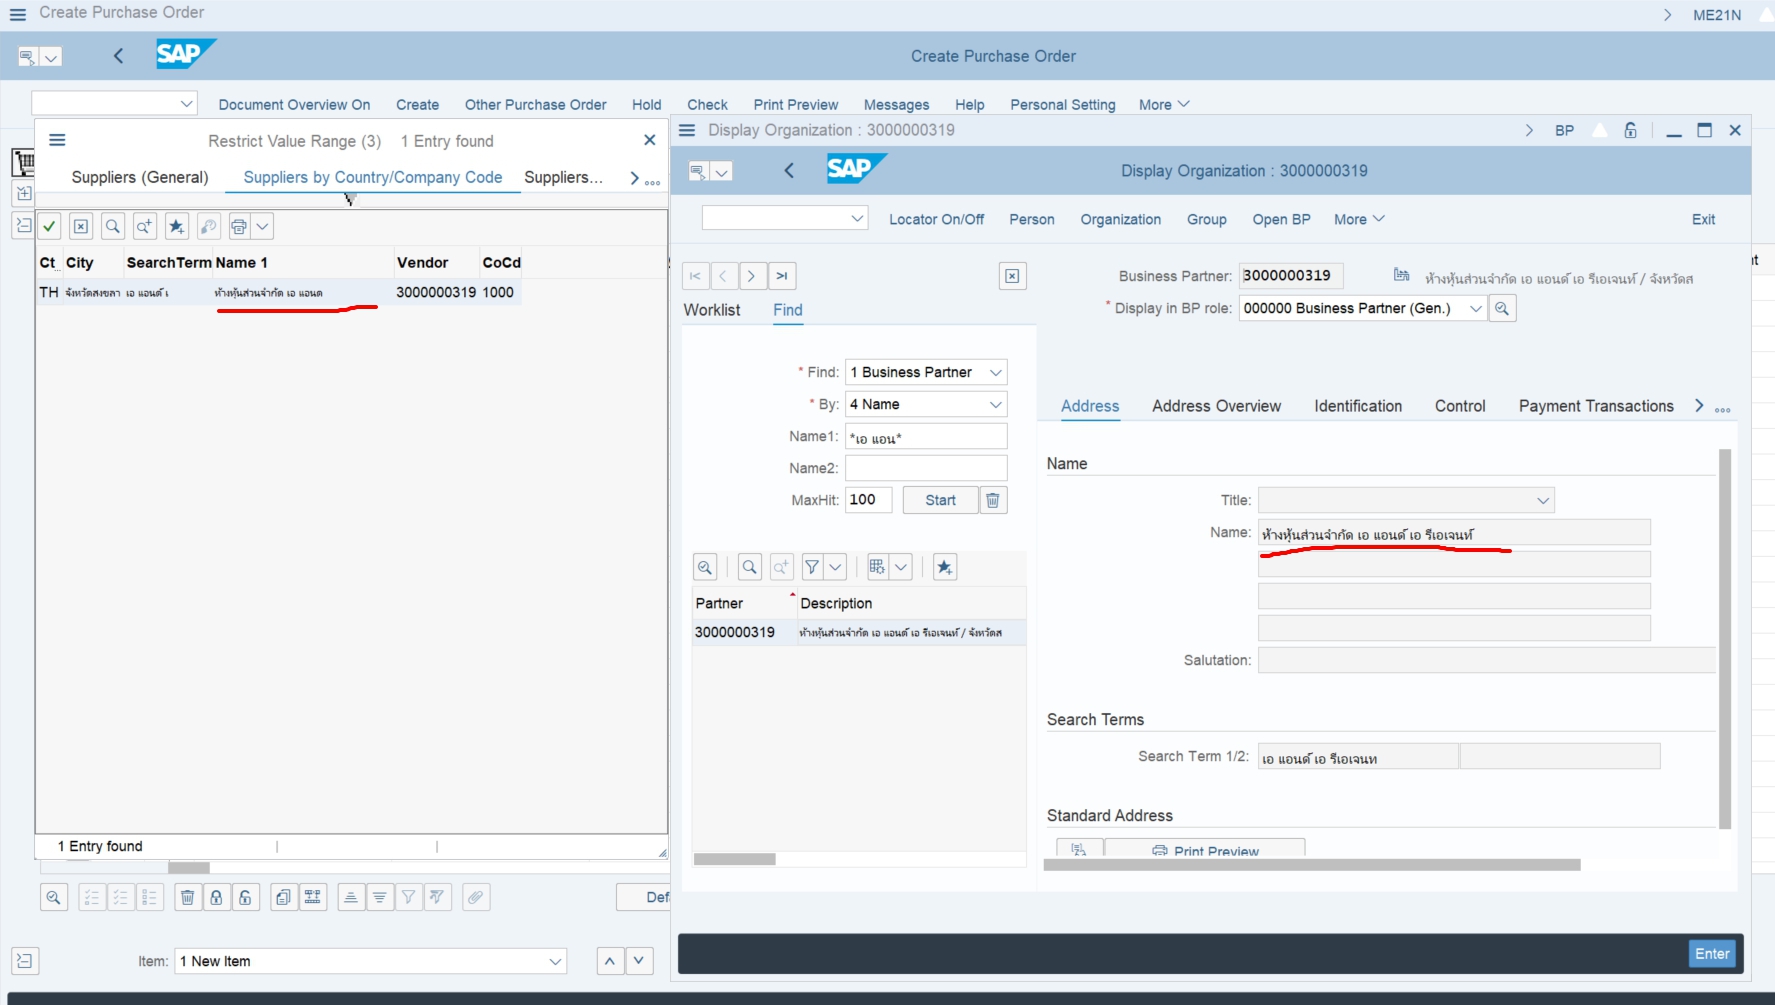 Create Purchase Order
ME21N
SAP
Create Purchase Order
Document Overview On Create Other Purchase Order Hold Check Print Preview Messages Help Personal Setting More
Restrict Value Range (3) 1 Entry found
Suppliers (General) Suppliers by Country/Company Code Suppliers...
Ct City SearchTerm Name 1 Vendor CoCd
TH จังหวัดสงขลา เอ แอนด์ เ ห้างหุ้นส่วนจำกัด เอ แอนด 3000000319 1000
1 Entry found
Def
Item: 1 New Item
Display Organization : 3000000319
BP
SAP
Display Organization : 3000000319
Locator On/Off Person Organization Group Open BP More Exit
Worklist Find
* Find: 1 Business Partner
* By: 4 Name
Name1: *เอ แอน*
Name2:
MaxHit: 100 Start
Partner Description
3000000319 ห้างหุ้นส่วนจำกัด เอ แอนด์ เอ รีเอเจนท์ / จังหวัดส
Business Partner: 3000000319 ห้างหุ้นส่วนจำกัด เอ แอนด์ เอ รีเอเจนท์ / จังหวัดส
* Display in BP role: 000000 Business Partner (Gen.)
Address Address Overview Identification Control Payment Transactions
Name
Title:
Name: ห้างหุ้นส่วนจำกัด เอ แอนด์ เอ รีเอเจนท์
Salutation:
Search Terms
Search Term 1/2: เอ แอนด์ เอ รีเอเจนท
Standard Address
Print Preview
Enter